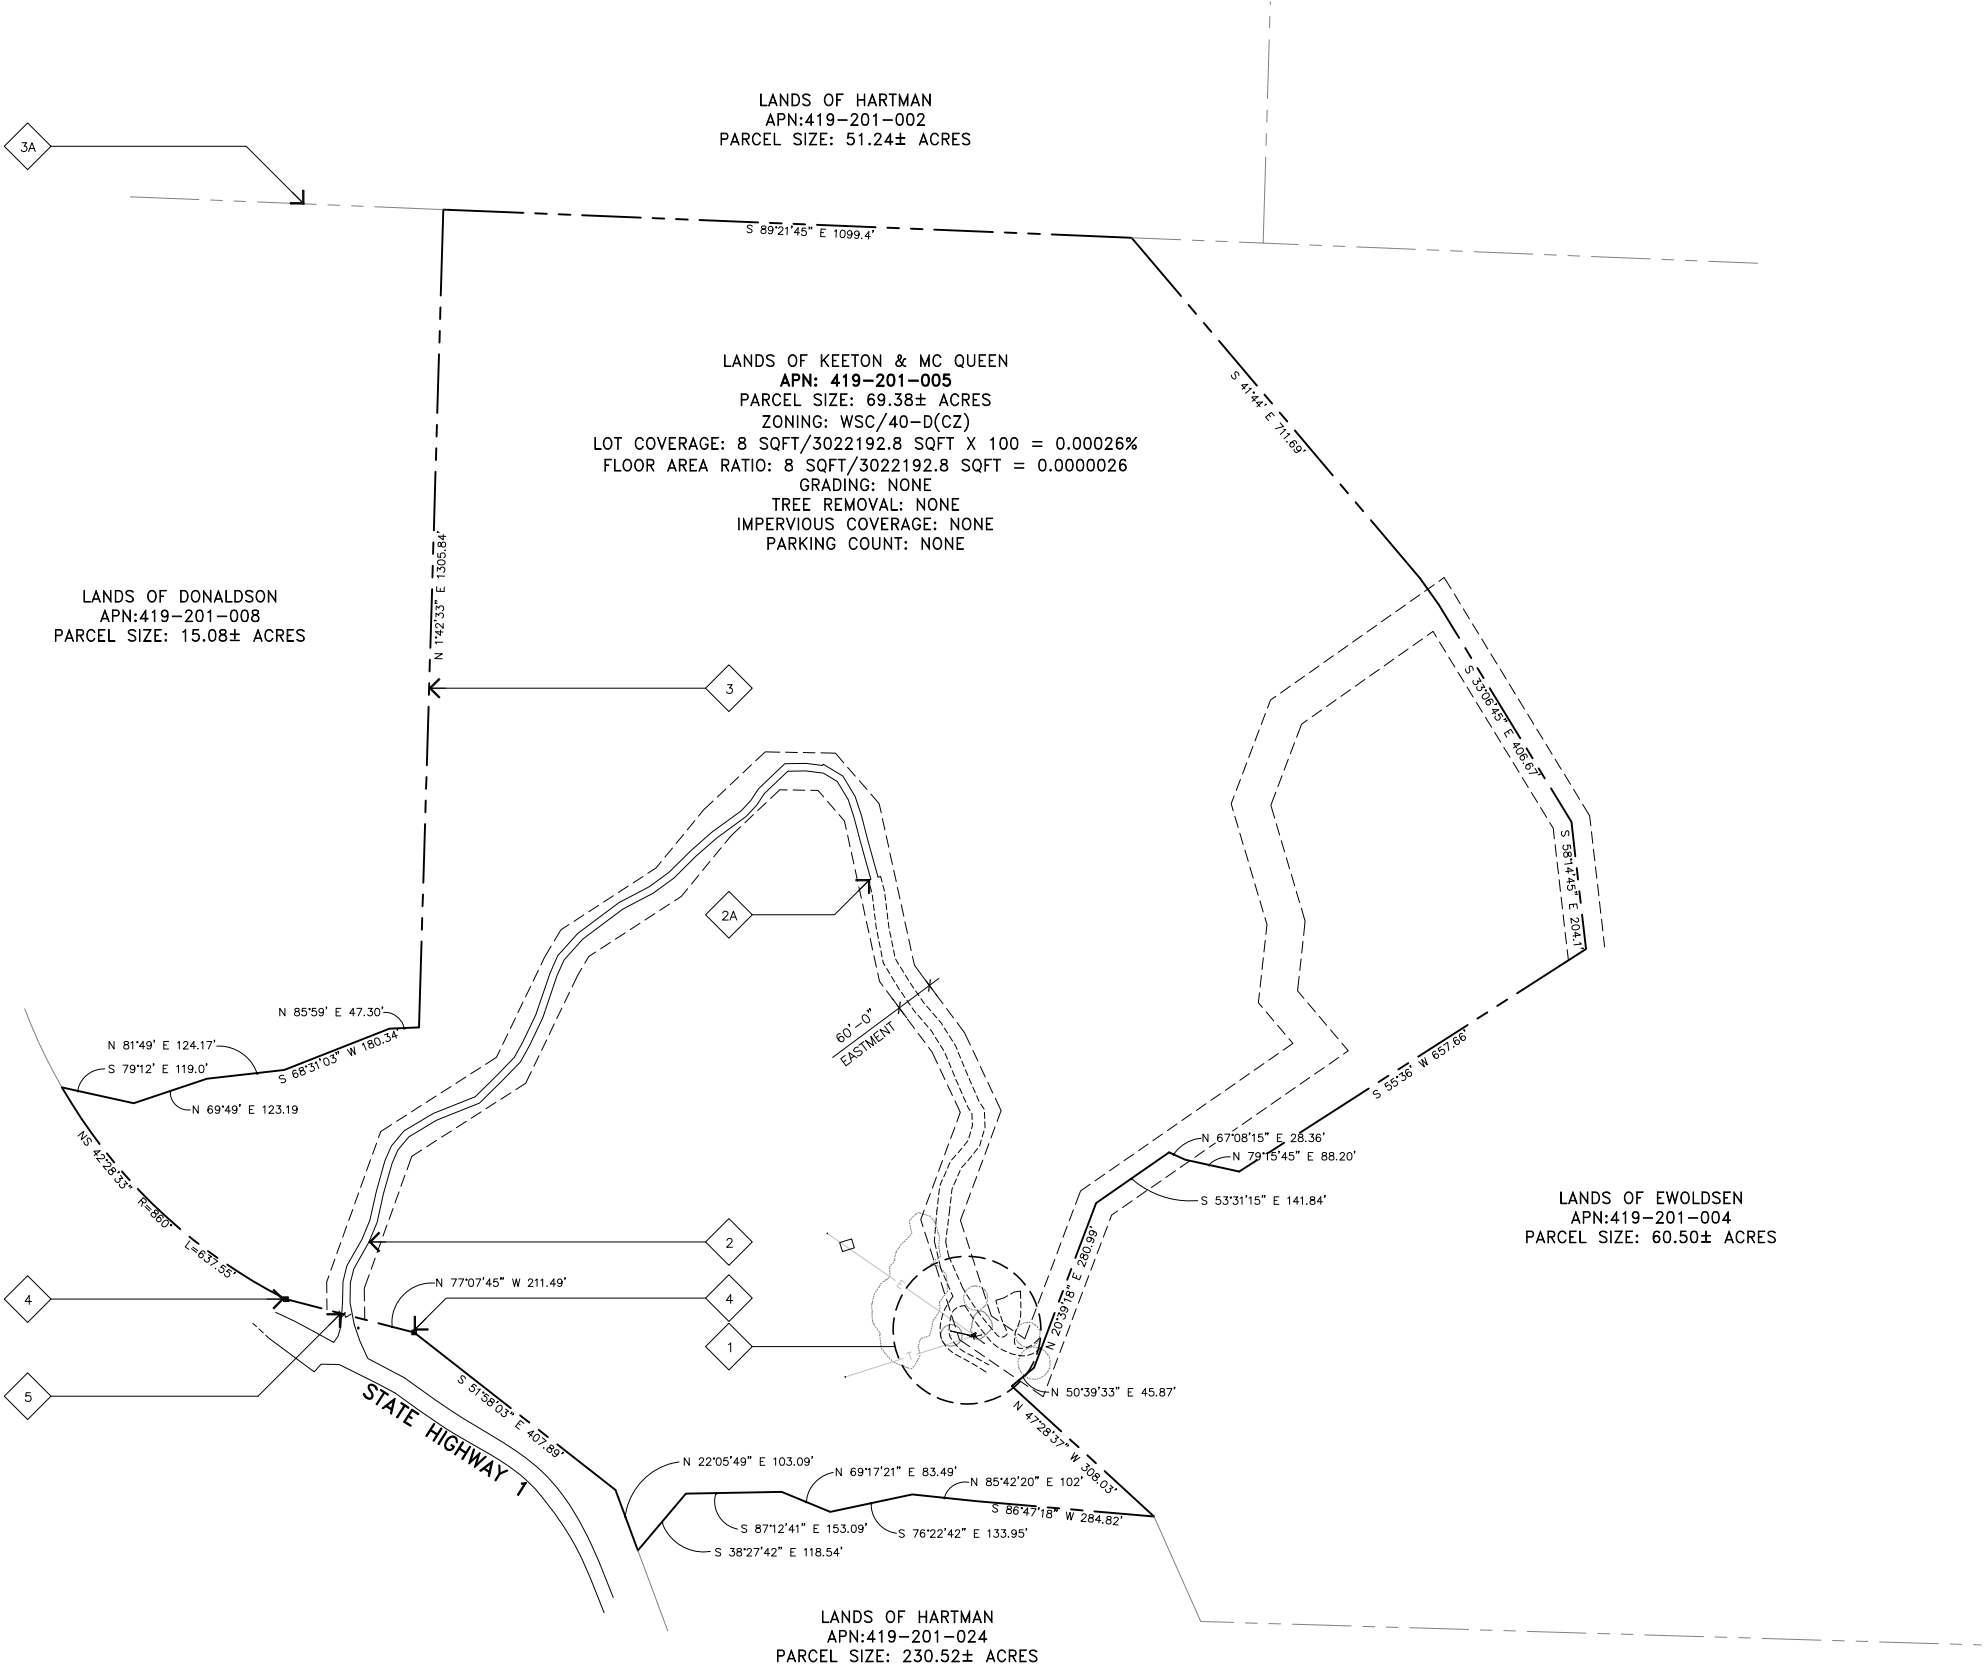 LANDS OF HARTMAN
APN:419-201-002
PARCEL SIZE: 51.24± ACRES
3A
S 89°21'45" E 1099.4'
LANDS OF KEETON & MC QUEEN
APN: 419-201-005
PARCEL SIZE: 69.38± ACRES
ZONING: WSC/40-D(CZ)
LOT COVERAGE: 8 SQFT/3022192.8 SQFT X 100 = 0.00026%
FLOOR AREA RATIO: 8 SQFT/3022192.8 SQFT = 0.0000026
GRADING: NONE
TREE REMOVAL: NONE
IMPERVIOUS COVERAGE: NONE
PARKING COUNT: NONE
S 41°44' E 711.69'
N 1°42'33" E 1305.84'
LANDS OF DONALDSON
APN:419-201-008
PARCEL SIZE: 15.08± ACRES
3
S 33°06'45" E 406.67'
S 58°14'45" E 204.1'
2A
60'-0"
EASTMENT
N 85°59' E 47.30'
N 81°49' E 124.17'
S 68°31'03" W 180.34'
S 79°12' E 119.0'
N 69°49' E 123.19
S 55°36' W 657.66'
N 67°08'15" E 28.36'
N 79°15'45" E 88.20'
S 53°31'15" E 141.84'
NS 42°28'33" R=860'
L=637.55'
LANDS OF EWOLDSEN
APN:419-201-004
PARCEL SIZE: 60.50± ACRES
2
N 20°39'18" E 280.99'
E
N 77°07'45" W 211.49'
4
4
1
T
5
N 50°39'33" E 45.87'
STATE HIGHWAY 1
S 51°58'03" E 407.89'
N 47°28'37" W 308.03'
N 22°05'49" E 103.09'
N 69°17'21" E 83.49'
N 85°42'20" E 102'
S 86°47'18" W 284.82'
S 87°12'41" E 153.09'
S 76°22'42" E 133.95'
S 38°27'42" E 118.54'
LANDS OF HARTMAN
APN:419-201-024
PARCEL SIZE: 230.52± ACRES